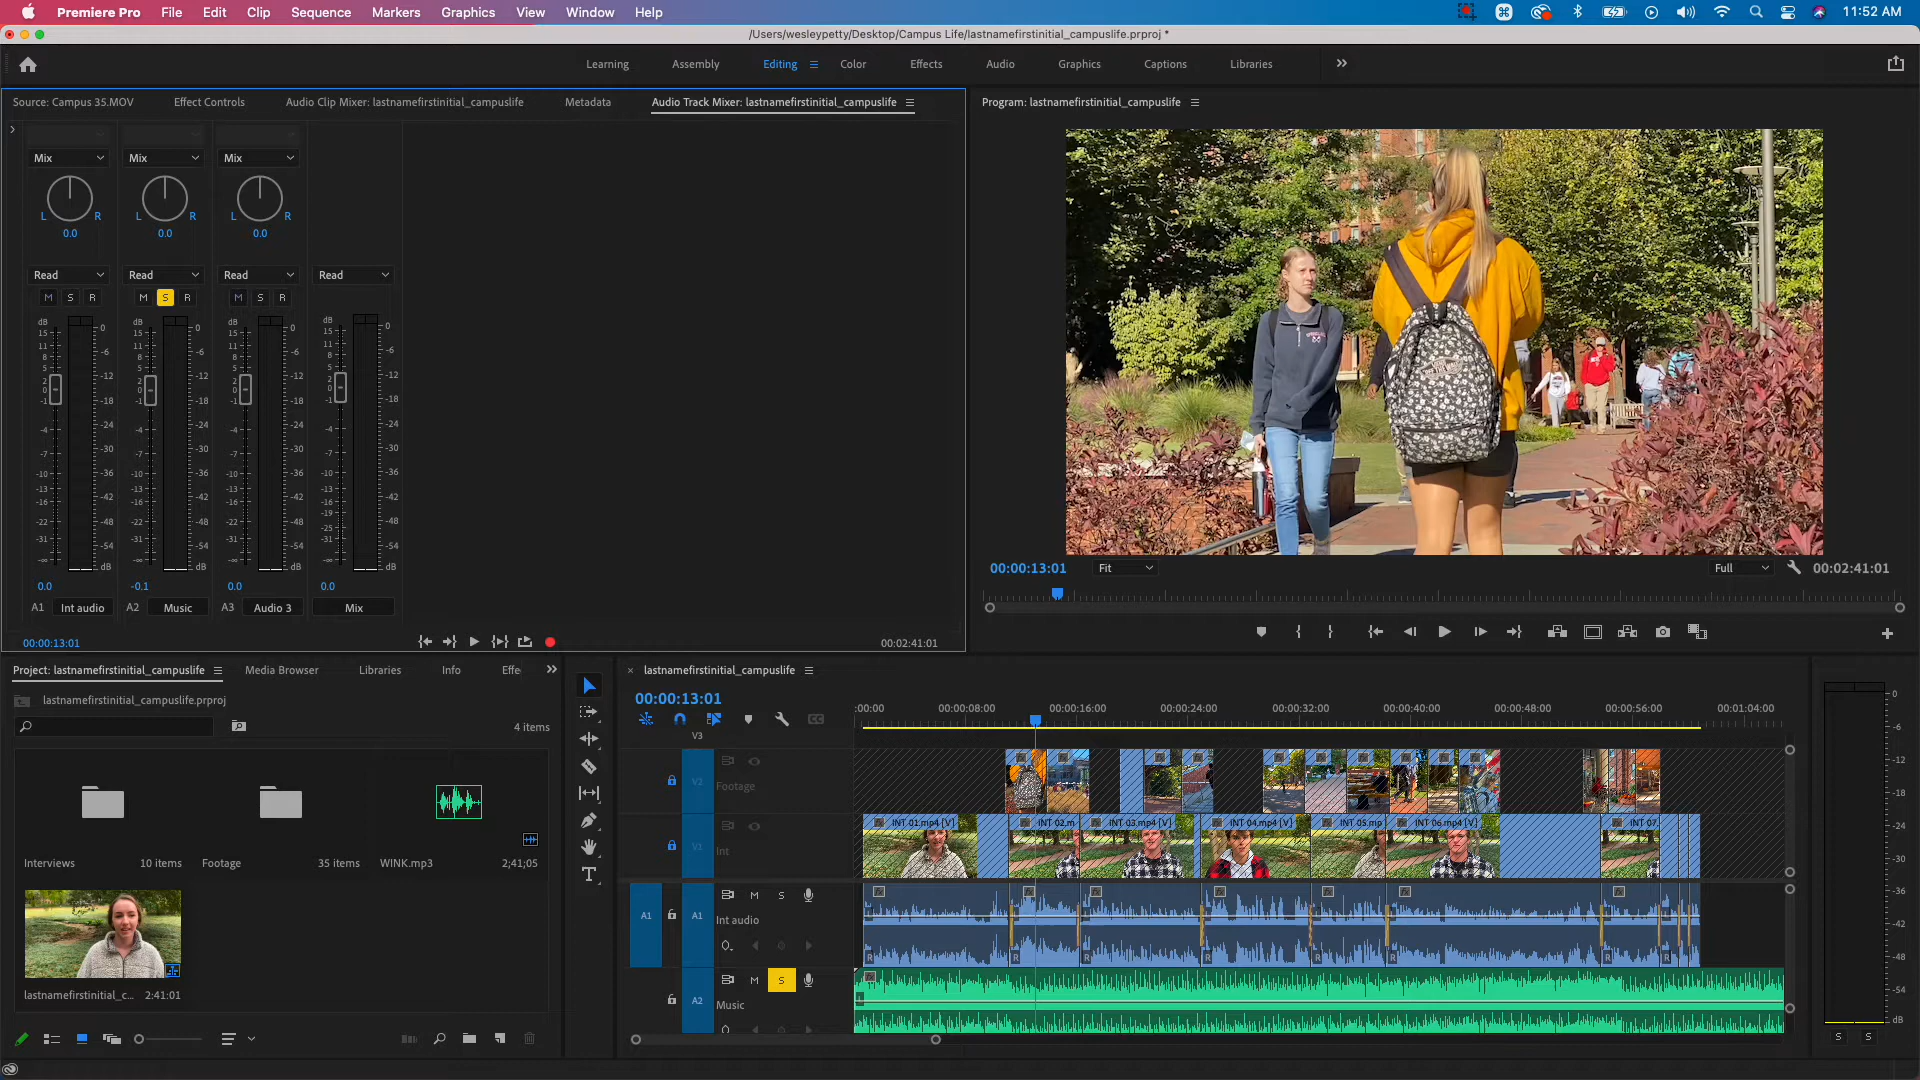 Premiere Pro File Edit Clip Sequence Markers Graphics View Window Help 11:52 AM
/Users/wesleypetty/Desktop/Campus Life/lastnamefirstinitial_campuslife.prproj *
Learning Assembly Editing Color Effects Audio Graphics Captions Libraries
Source: Campus 35.MOV Effect Controls Audio Clip Mixer: lastnamefirstinitial_campuslife Metadata Audio Track Mixer: lastnamefirstinitial_campuslife
Program: lastnamefirstinitial_campuslife
Mix Mix Mix
L R L R L R
0.0 0.0 0.0
Read Read Read Read
M S R M S R M S R
dB dB dB dB
15 0 15 0 15 0 15 0
11 11 11 11
8 -6 8 -6 8 -6 8 -6
5 5 5 5
2 -12 2 -12 2 -12 2 -12
0 0 0 0
-1 -18 -1 -18 -1 -18 -1 -18
-4 -24 -4 -24 -4 -24 -4 -24
-7 -30 -7 -30 -7 -30 -7 -30
-10 -36 -10 -36 -10 -36 -10 -36
-13 -13 -13 -13
-16 -42 -16 -42 -16 -42 -16 -42
-22 -48 -22 -48 -22 -48 -19 -48
-31 -54 -31 -54 -31 -54 -25 -54
-31
-∞ dB -∞ dB -∞ dB -∞ dB
0.0 -0.1 0.0 0.0
A1 Int audio A2 Music A3 Audio 3 Mix
00:00:13:01 00:02:41:01
00:00:13:01 Fit Full 00:02:41:01
Project: lastnamefirstinitial_campuslife Media Browser Libraries Info Effe
lastnamefirstinitial_campuslife.prproj
4 items
Interviews 10 items Footage 35 items WINK.mp3 2;41;05
lastnamefirstinitial_c... 2:41:01
lastnamefirstinitial_campuslife
00:00:13:01
:00:00 00:00:08:00 00:00:16:00 00:00:24:00 00:00:32:00 00:00:40:00 00:00:48:00 00:00:56:00 00:01:04:00
V3
V2 Footage
INT 01.mp4 [V] INT 02.m INT 03.mp4 [V] INT 04.mp4 [V] INT 05.mp INT 06.mp4 [V] INT 07.
V1 Int
A1 A1 M S
Int audio
R R R R R R R R
A2 M S
Music
0
-6
-12
-18
-24
-30
-36
-42
-48
-54
dB
S S